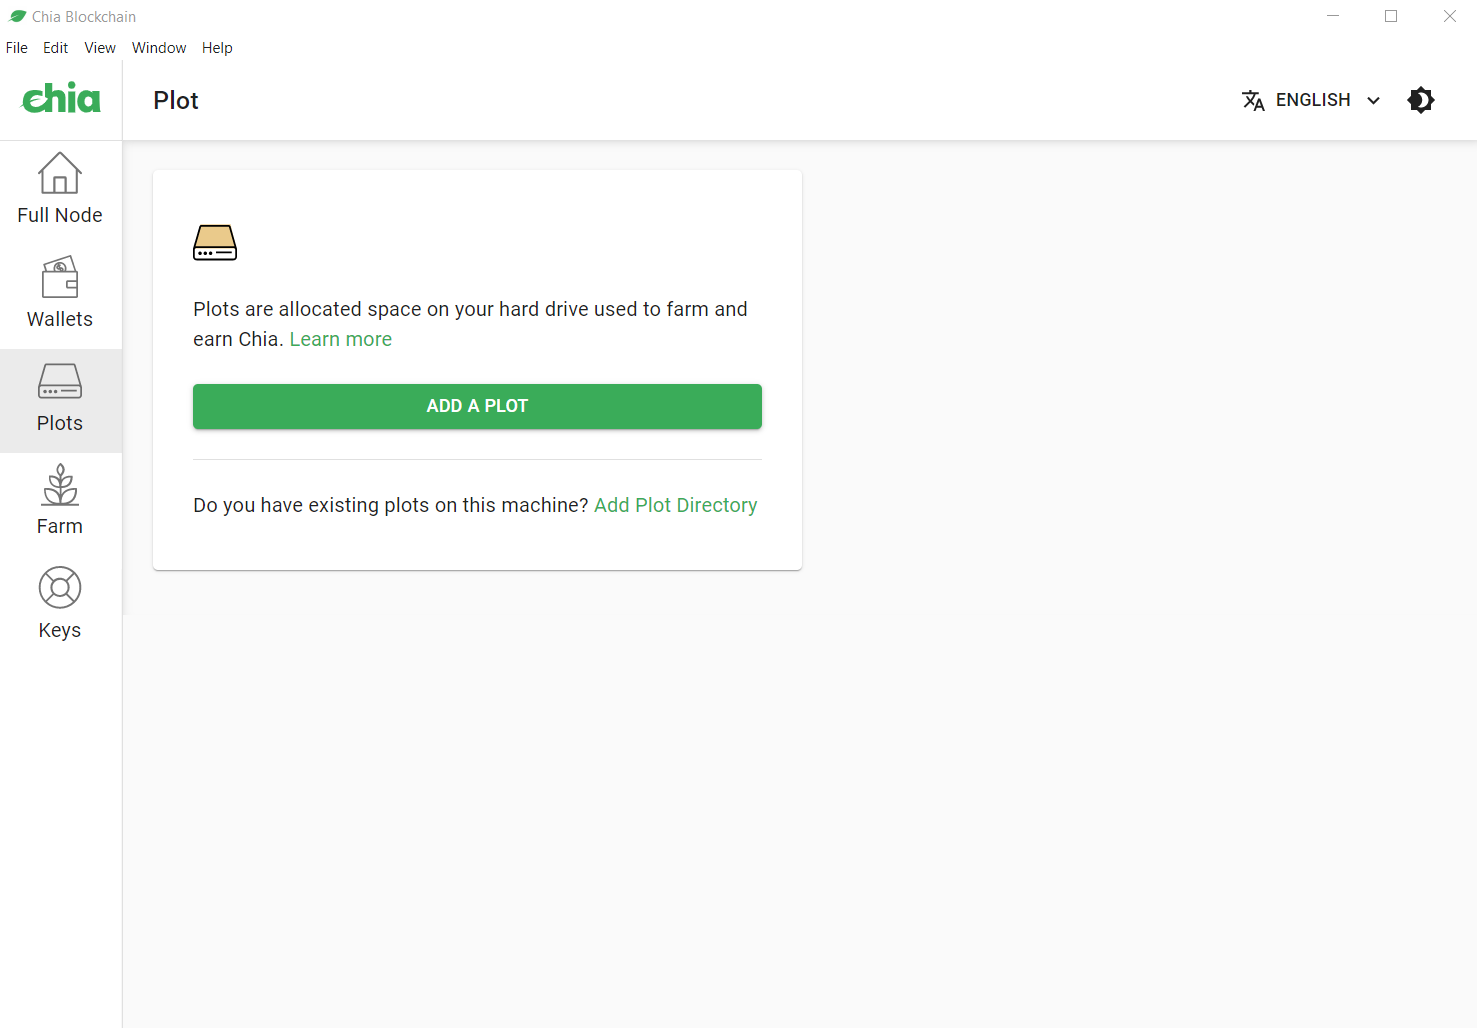 Chia Blockchain
File Edit View Window Help
chia
Plot
ENGLISH
Full Node
Wallets
Plots
Farm
Keys
Plots are allocated space on your hard drive used to farm and
earn Chia. Learn more
ADD A PLOT
Do you have existing plots on this machine? Add Plot Directory